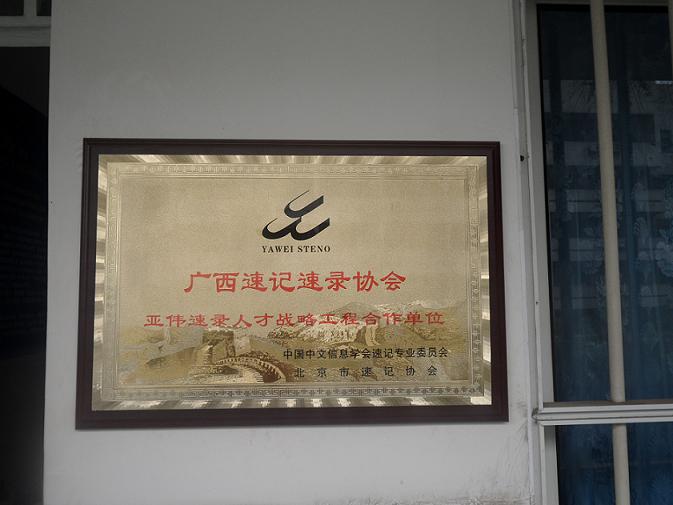 YAWEI STENO
广西速记速录协会
亚伟速录人才战略工程合作单位
中国中文信息学会速记专业委员会
北京市速记协会